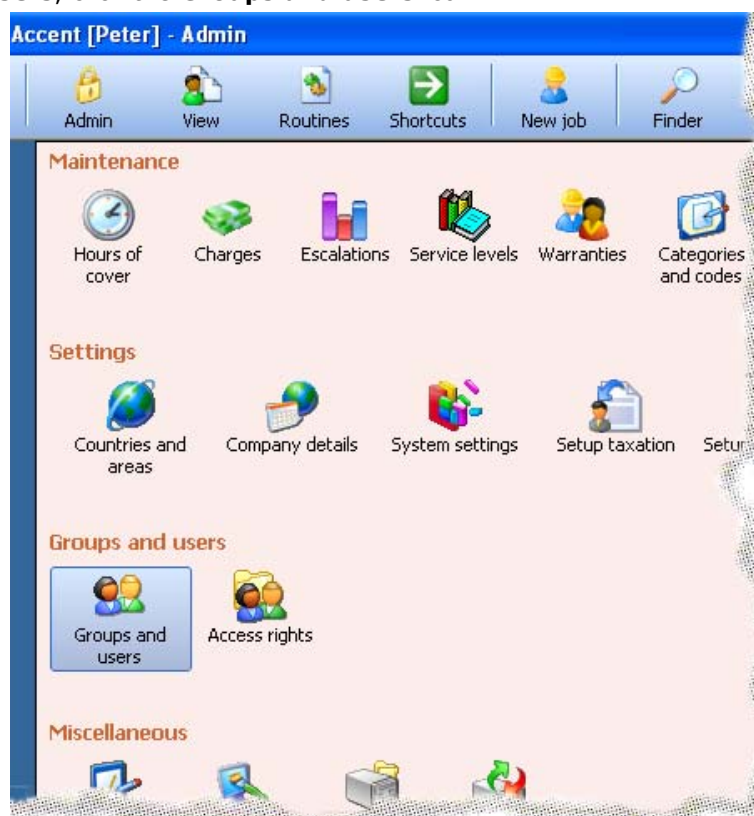 Accent [Peter] - Admin
Admin View Routines Shortcuts New job Finder
Maintenance
Hours of cover Charges Escalations Service levels Warranties Categories and codes
Settings
Countries and areas Company details System settings Setup taxation Setup
Groups and users
Groups and users Access rights
Miscellaneous